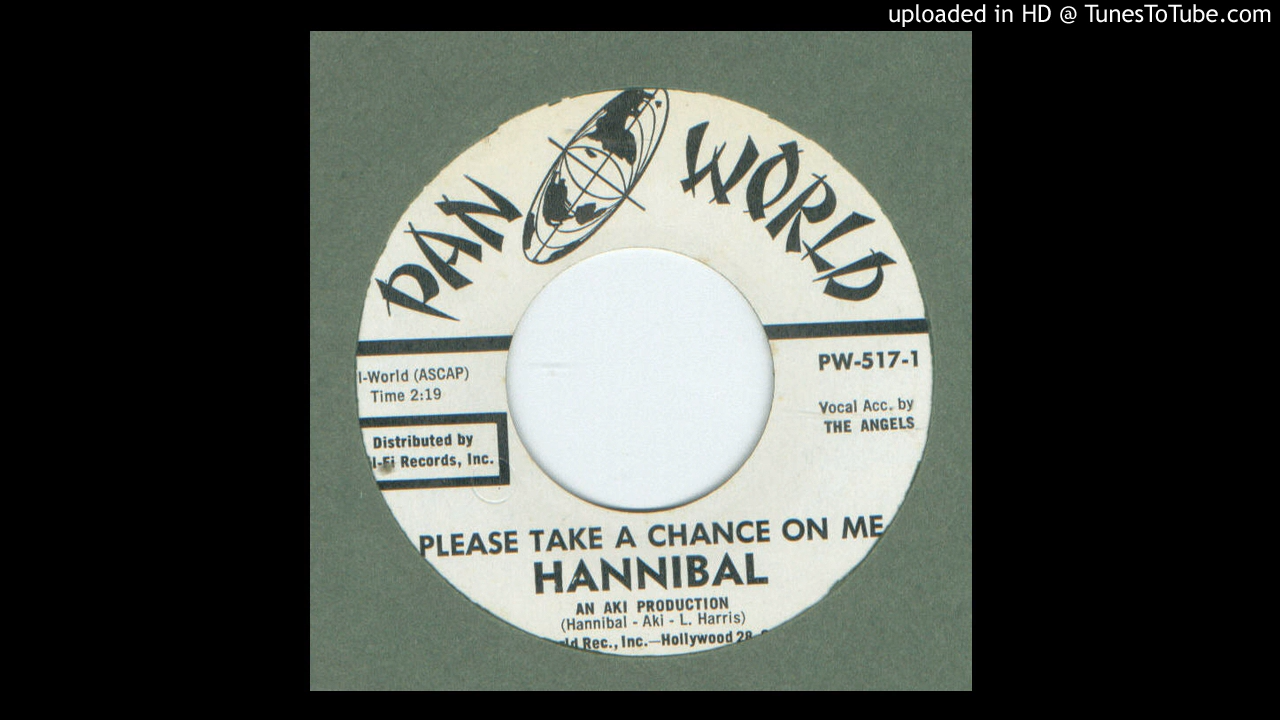 uploaded in HD @ TunesToTube.com
PAN WORLD
PW-517-1
l-World (ASCAP)
Time 2:19
Vocal Acc. by
THE ANGELS
Distributed by
i-Fi Records, Inc.
PLEASE TAKE A CHANCE ON ME
HANNIBAL
AN AKI PRODUCTION
(Hannibal - Aki - L. Harris)
ld Rec., Inc.—Hollywood 28,